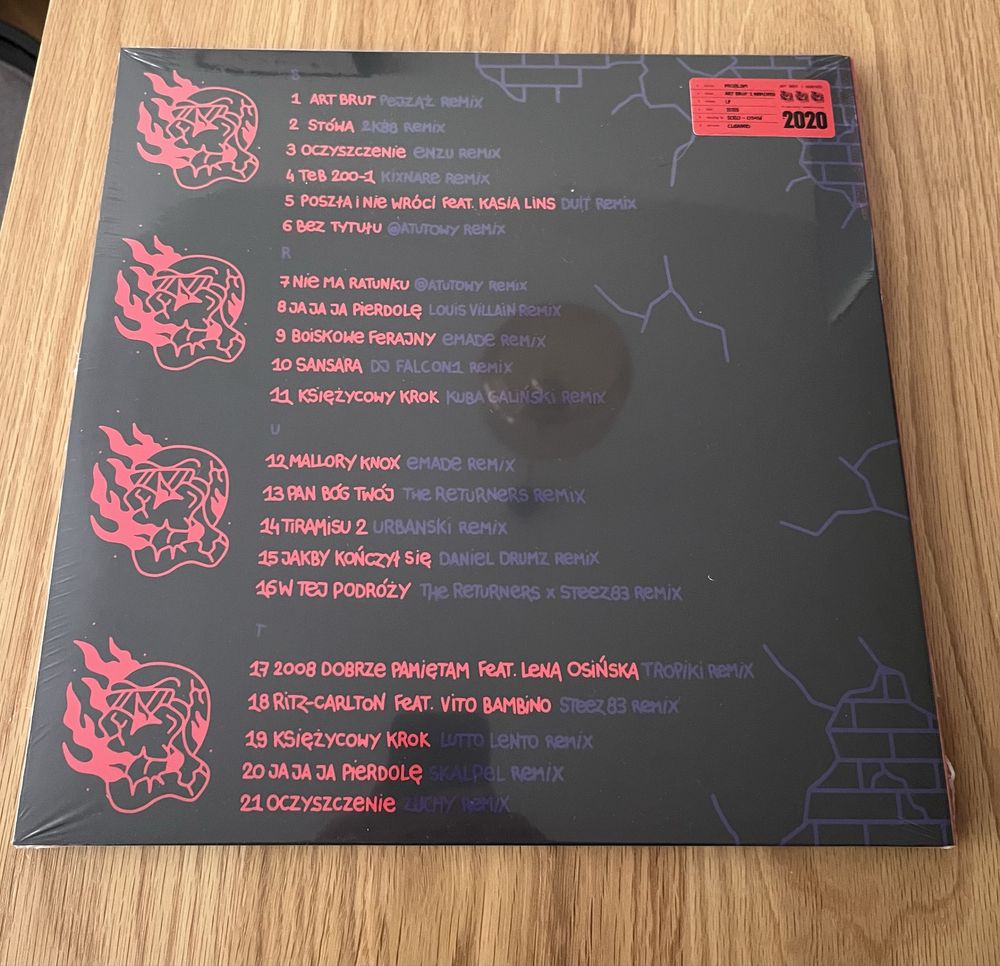 S
1 ART BRUT PEJZAŻ REMIX
2 STÓWA 2K88 REMIX
3 OCZYSZCZENIE ENZU REMIX
4 TEB 200-1 KIXNARE REMIX
5 POSZŁA I NIE WRÓCI FEAT. KASIA LINS DUIT REMIX
6 BEZ TYTUŁU @ATUTOWY REMIX
R
7 NIE MA RATUNKU @ATUTOWY REMIX
8 JA JA JA PIERDOLĘ LOUIS VILLAIN REMIX
9 BOISKOWE FERAJNY EMADE REMIX
10 SANSARA DJ FALCON1 REMIX
11 KSIĘŻYCOWY KROK KUBA GALIŃSKI REMIX
U
12 MALLORY KNOX EMADE REMIX
13 PAN BÓG TWÓJ THE RETURNERS REMIX
14 TIRAMISU 2 URBANSKI REMIX
15 JAKBY KOŃCZYŁ SIĘ DANIEL DRUMZ REMIX
16 W TEJ PODRÓŻY THE RETURNERS x STEEZ83 REMIX
T
17 2008 DOBRZE PAMIĘTAM FEAT. LENA OSIŃSKA TROPIKI REMIX
18 RITZ-CARLTON FEAT. VITO BAMBINO STEEZ83 REMIX
19 KSIĘŻYCOWY KROK LUTTO LENTO REMIX
20 JA JA JA PIERDOLĘ SKALPEL REMIX
21 OCZYSZCZENIE ZUCHY REMIX
PRO8L3M
LP
2020